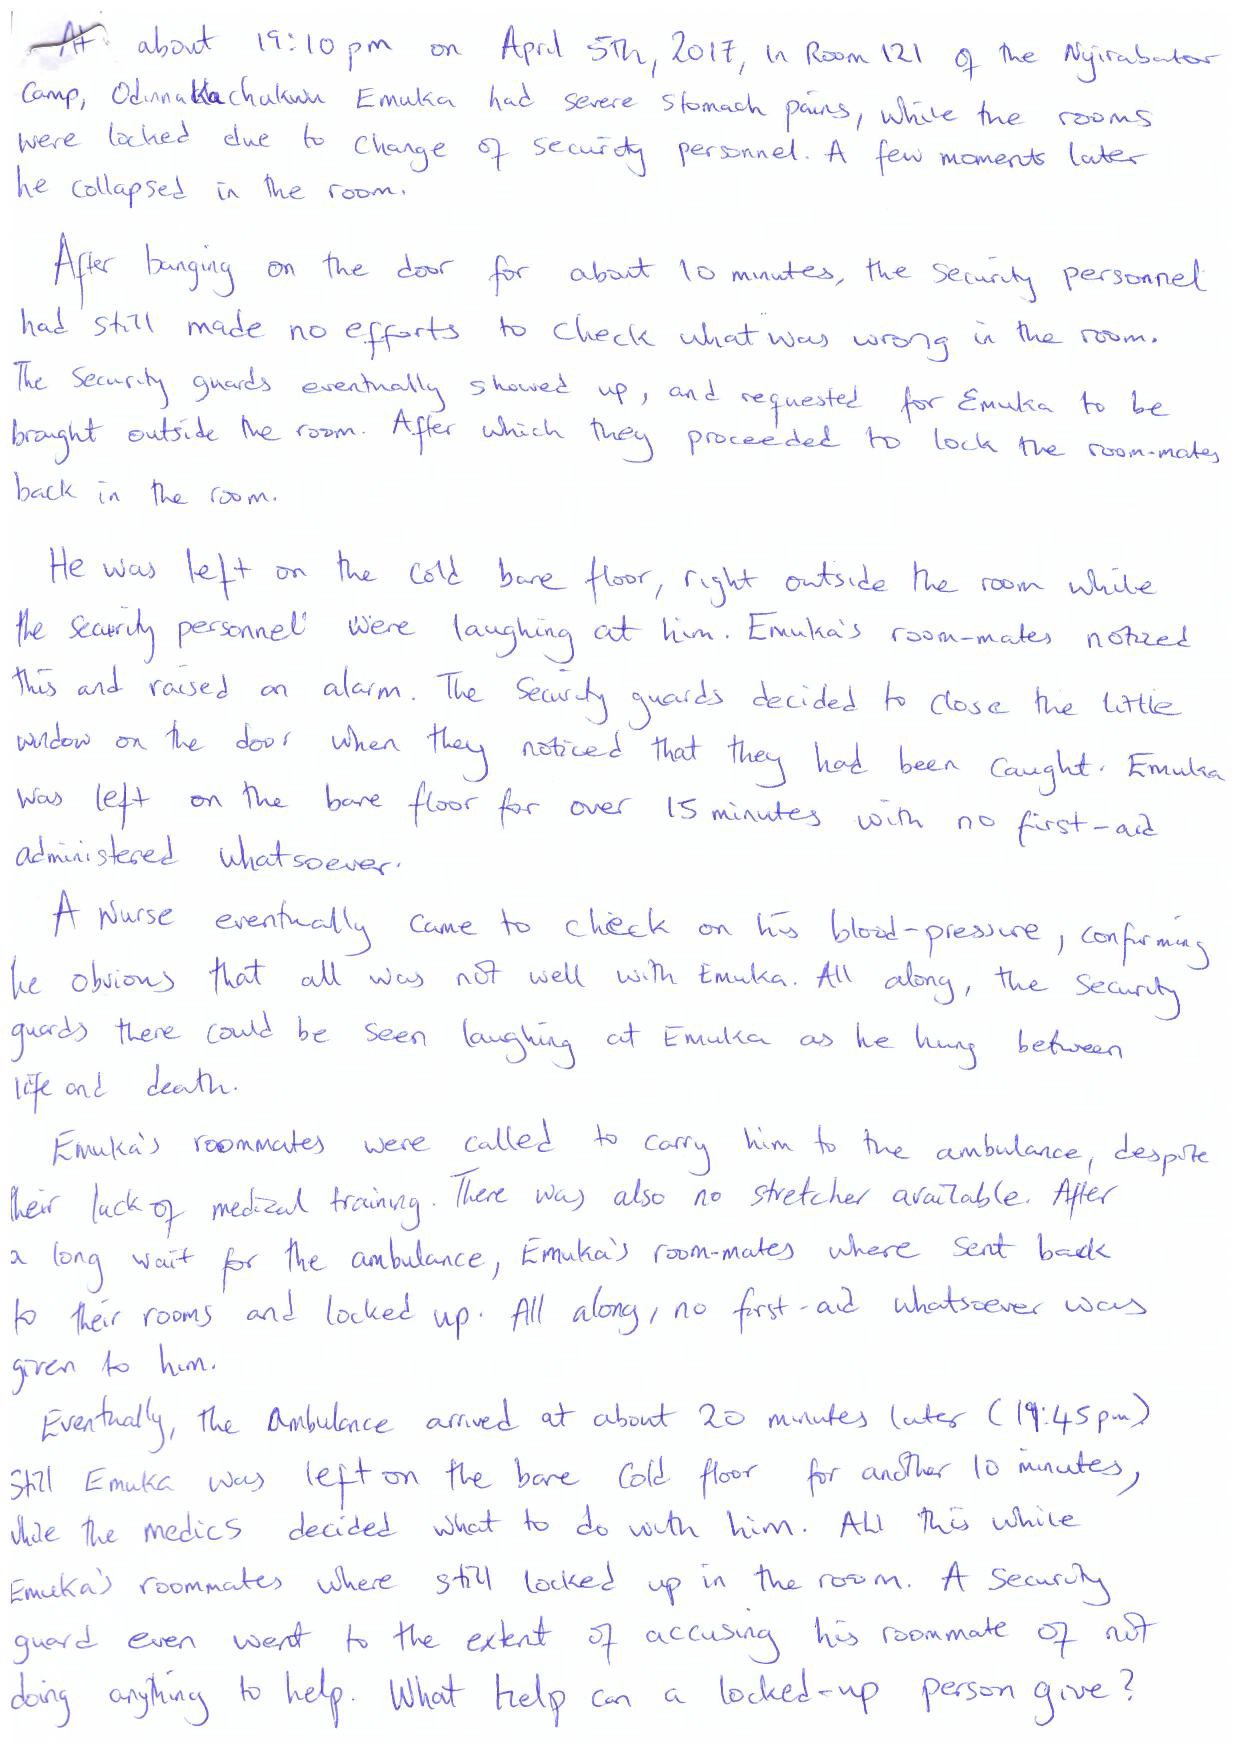 At about 19:10pm on April 5th, 2017, in Room 121 of the Nyirabator
Camp, Odinnakachukwu Emuka had severe stomach pains, while the rooms
were locked due to change of security personnel. A few moments later
he collapsed in the room.
After banging on the door for about 10 minutes, the security personnel
had still made no efforts to check what was wrong in the room.
The security guards eventually showed up, and requested for Emuka to be
brought outside the room. After which they proceeded to lock the room-mates
back in the room.
He was left on the cold bare floor, right outside the room while
the security personnel were laughing at him. Emuka's room-mates noticed
this and raised an alarm. The security guards decided to close the little
window on the door when they noticed that they had been caught. Emuka
was left on the bare floor for over 15 minutes with no first-aid
administered whatsoever.
A Nurse eventually came to check on his blood-pressure, confirming
he obvious that all was not well with Emuka. All along, the security
guards there could be seen laughing at Emuka as he hung between
life and death.
Emuka's roommates were called to carry him to the ambulance, despite
their lack of medical training. There was also no stretcher available. After
a long wait for the ambulance, Emuka's room-mates where sent back
to their rooms and locked up. All along, no first-aid whatsoever was
given to him.
Eventually, the Ambulance arrived at about 20 minutes later (19:45pm)
Still Emuka was left on the bare cold floor for another 10 minutes,
while the medics decided what to do with him. All this while
Emuka's roommates where still locked up in the room. A security
guard even went to the extent of accusing his roommate of not
doing anything to help. What help can a locked-up person give?